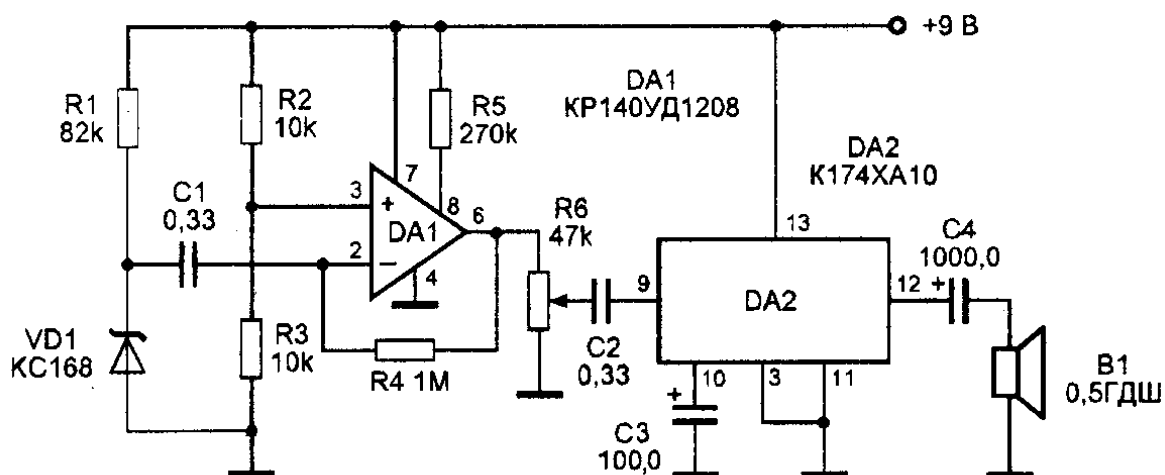 +9 В
R1
82k
R2
10k
R5
270k
DA1
КР140УД1208
DA2
К174ХА10
C1
0,33
3
+
7
8
DA1
6
2
−
4
R6
47k
13
9
DA2
12
C4
1000,0
+
VD1
КС168
R3
10k
R4 1M
C2
0,33
10
3
11
+
C3
100,0
B1
0,5ГДШ